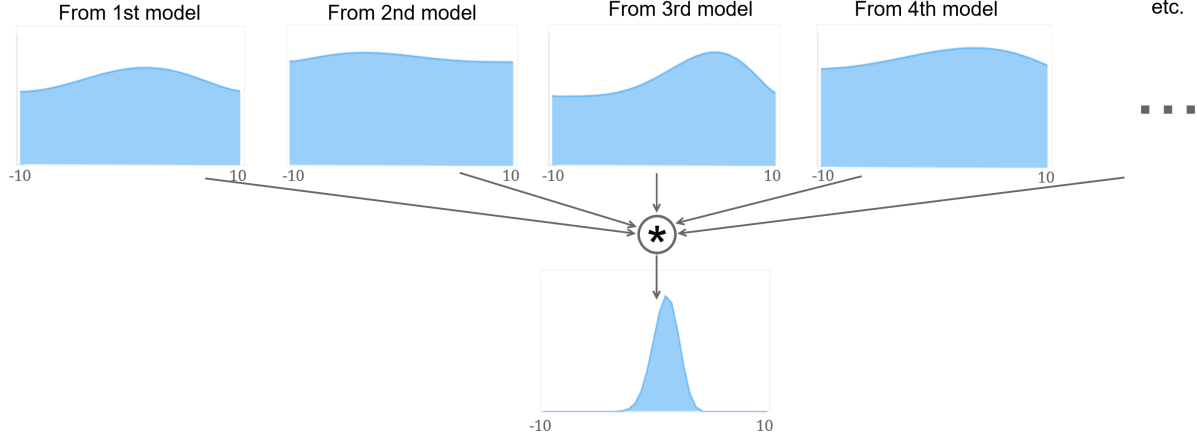 From 1st model
From 2nd model
From 3rd model
From 4th model
etc.
-10 10
-10 10
-10 10
-10 10
*
-10 10